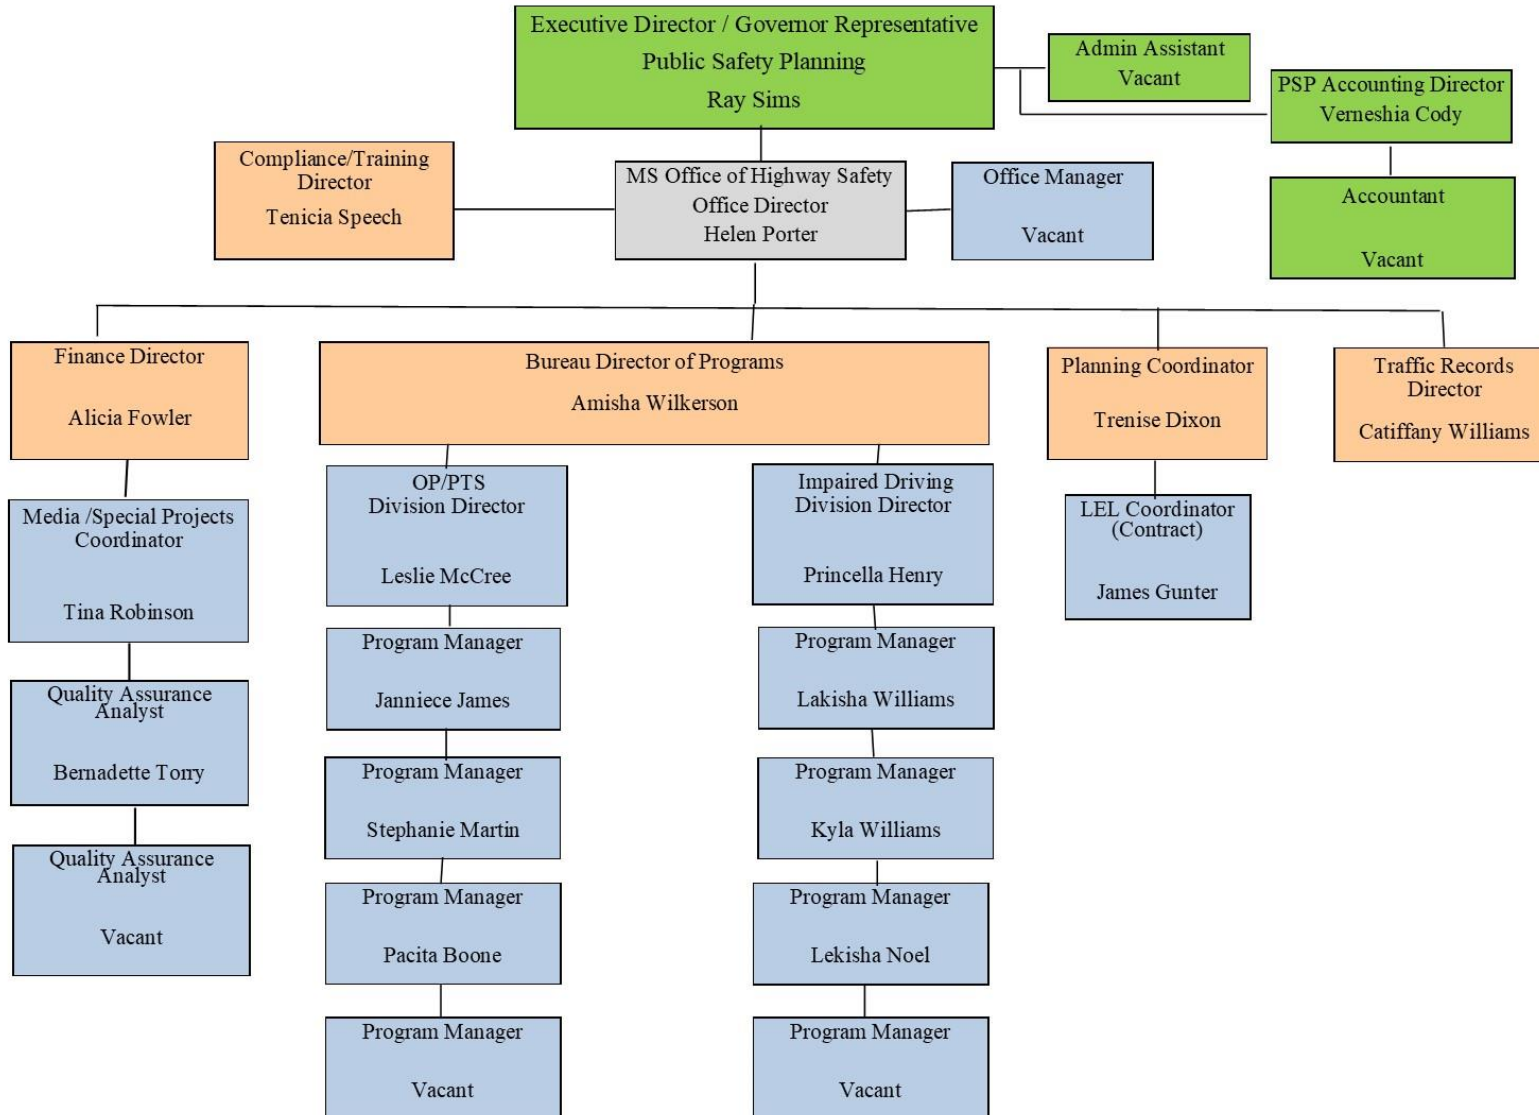 Executive Director / Governor Representative
Public Safety Planning
Ray Sims
Admin Assistant
Vacant
PSP Accounting Director
Verneshia Cody
Accountant
Vacant
Compliance/Training
Director
Tenicia Speech
MS Office of Highway Safety
Office Director
Helen Porter
Office Manager
Vacant
Finance Director
Alicia Fowler
Media /Special Projects
Coordinator
Tina Robinson
Quality Assurance
Analyst
Bernadette Torry
Quality Assurance
Analyst
Vacant
Bureau Director of Programs
Amisha Wilkerson
OP/PTS
Division Director
Leslie McCree
Program Manager
Janniece James
Program Manager
Stephanie Martin
Program Manager
Pacita Boone
Program Manager
Vacant
Impaired Driving
Division Director
Princella Henry
Program Manager
Lakisha Williams
Program Manager
Kyla Williams
Program Manager
Lekisha Noel
Program Manager
Vacant
Planning Coordinator
Trenise Dixon
LEL Coordinator
(Contract)
James Gunter
Traffic Records
Director
Catiffany Williams